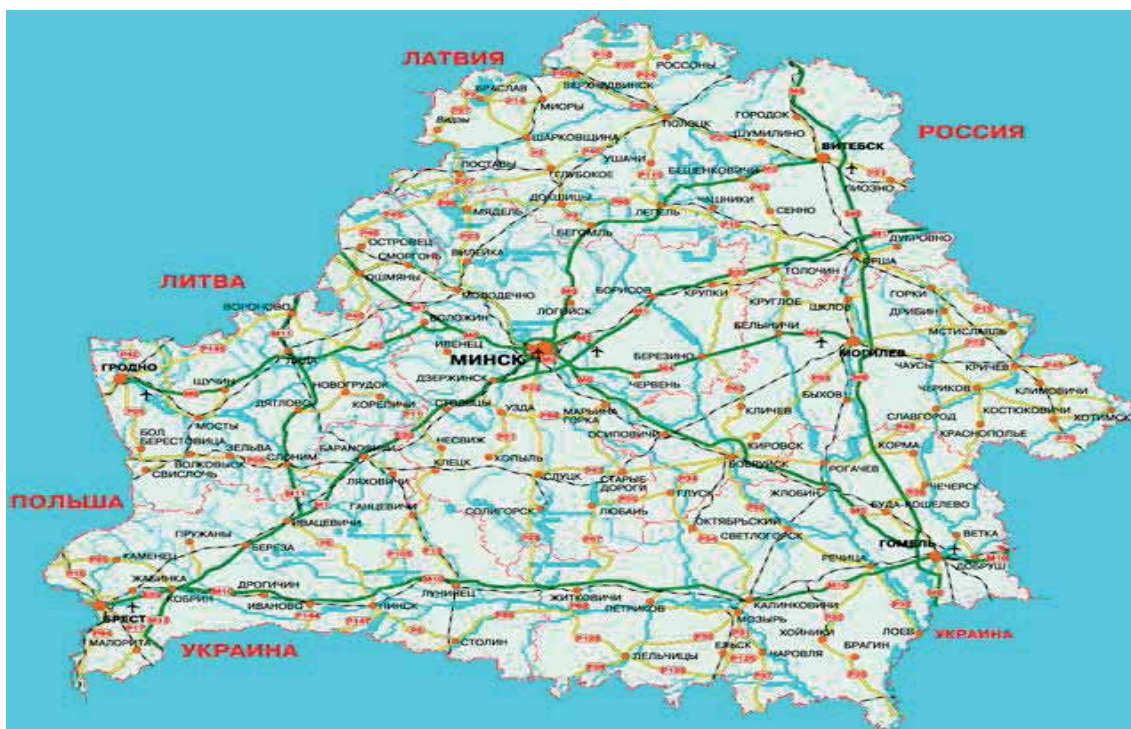 ЛАТВИЯ
РОССОНЫ
ВЕРХНЕДВИНСК
БРАСЛАВ
МИОРЫ
Видзы
ПОЛОЦК
ГОРОДОК
ШУМИЛИНО
РОССИЯ
ШАРКОВЩИНА
ВИТЕБСК
ПОСТАВЫ
ГЛУБОКОЕ
УШАЧИ
БЕШЕНКОВИЧИ
ЛИОЗНО
ДОКШИЦЫ
МЯДЕЛЬ
ЛЕПЕЛЬ
ЧАШНИКИ
СЕННО
БЕГОМЛЬ
ОСТРОВЕЦ
СМОРГОНЬ
ВИЛЕЙКА
ДУБРОВНО
ОРША
ОШМЯНЫ
ТОЛОЧИН
ЛИТВА
МОЛОДЕЧНО
БОРИСОВ
КРУПКИ
КРУГЛОЕ
ШКЛОВ
ГОРКИ
ВОРОНОВО
ВОЛОЖИН
ЛОГОЙСК
ДРИБИН
БЕЛЫНИЧИ
МСТИСЛАВЛЬ
ИВЕНЕЦ
МИНСК
БЕРЕЗИНО
МОГИЛЕВ
ЛИДА
ЧАУСЫ
КРИЧЕВ
ГРОДНО
ЩУЧИН
НОВОГРУДОК
ДЗЕРЖИНСК
ЧЕРВЕНЬ
ЧЕРИКОВ
КЛИМОВИЧИ
ДЯТЛОВО
КОРЕЛИЧИ
СТОЛБЦЫ
УЗДА
МАРЬИНА
ГОРКА
КЛИЧЕВ
БЫХОВ
СЛАВГОРОД
КОСТЮКОВИЧИ
ХОТИМСК
МОСТЫ
КРАСНОПОЛЬЕ
БОЛ
БЕРЕСТОВИЦА
ЗЕЛЬВА
НЕСВИЖ
ОСИПОВИЧИ
КИРОВСК
КОРМА
СЛОНИМ
БАРАНОВИЧИ
КЛЕЦК
КОПЫЛЬ
БОБРУЙСК
РОГАЧЕВ
ВОЛКОВЫСК
СВИСЛОЧЬ
ЛЯХОВИЧИ
СЛУЦК
СТАРЫЕ
ДОРОГИ
ГЛУСК
ЖЛОБИН
ЧЕЧЕРСК
ПОЛЬША
ГАНЦЕВИЧИ
СОЛИГОРСК
ЛЮБАНЬ
БУДА-КОШЕЛЕВО
ИВАЦЕВИЧИ
ОКТЯБРЬСКИЙ
СВЕТЛОГОРСК
ПРУЖАНЫ
БЕРЕЗА
ГОМЕЛЬ
ВЕТКА
КАМЕНЕЦ
РЕЧИЦА
ДОБРУШ
ЖАБИНКА
КОБРИН
ДРОГИЧИН
ИВАНОВО
ПИНСК
ЛУНИНЕЦ
ЖИТКОВИЧИ
ПЕТРИКОВ
КАЛИНКОВИЧИ
МОЗЫРЬ
БРЕСТ
МАЛОРИТА
УКРАИНА
СТОЛИН
ХОЙНИКИ
ЛОЕВ
УКРАИНА
ЕЛЬСК
НАРОВЛЯ
БРАГИН